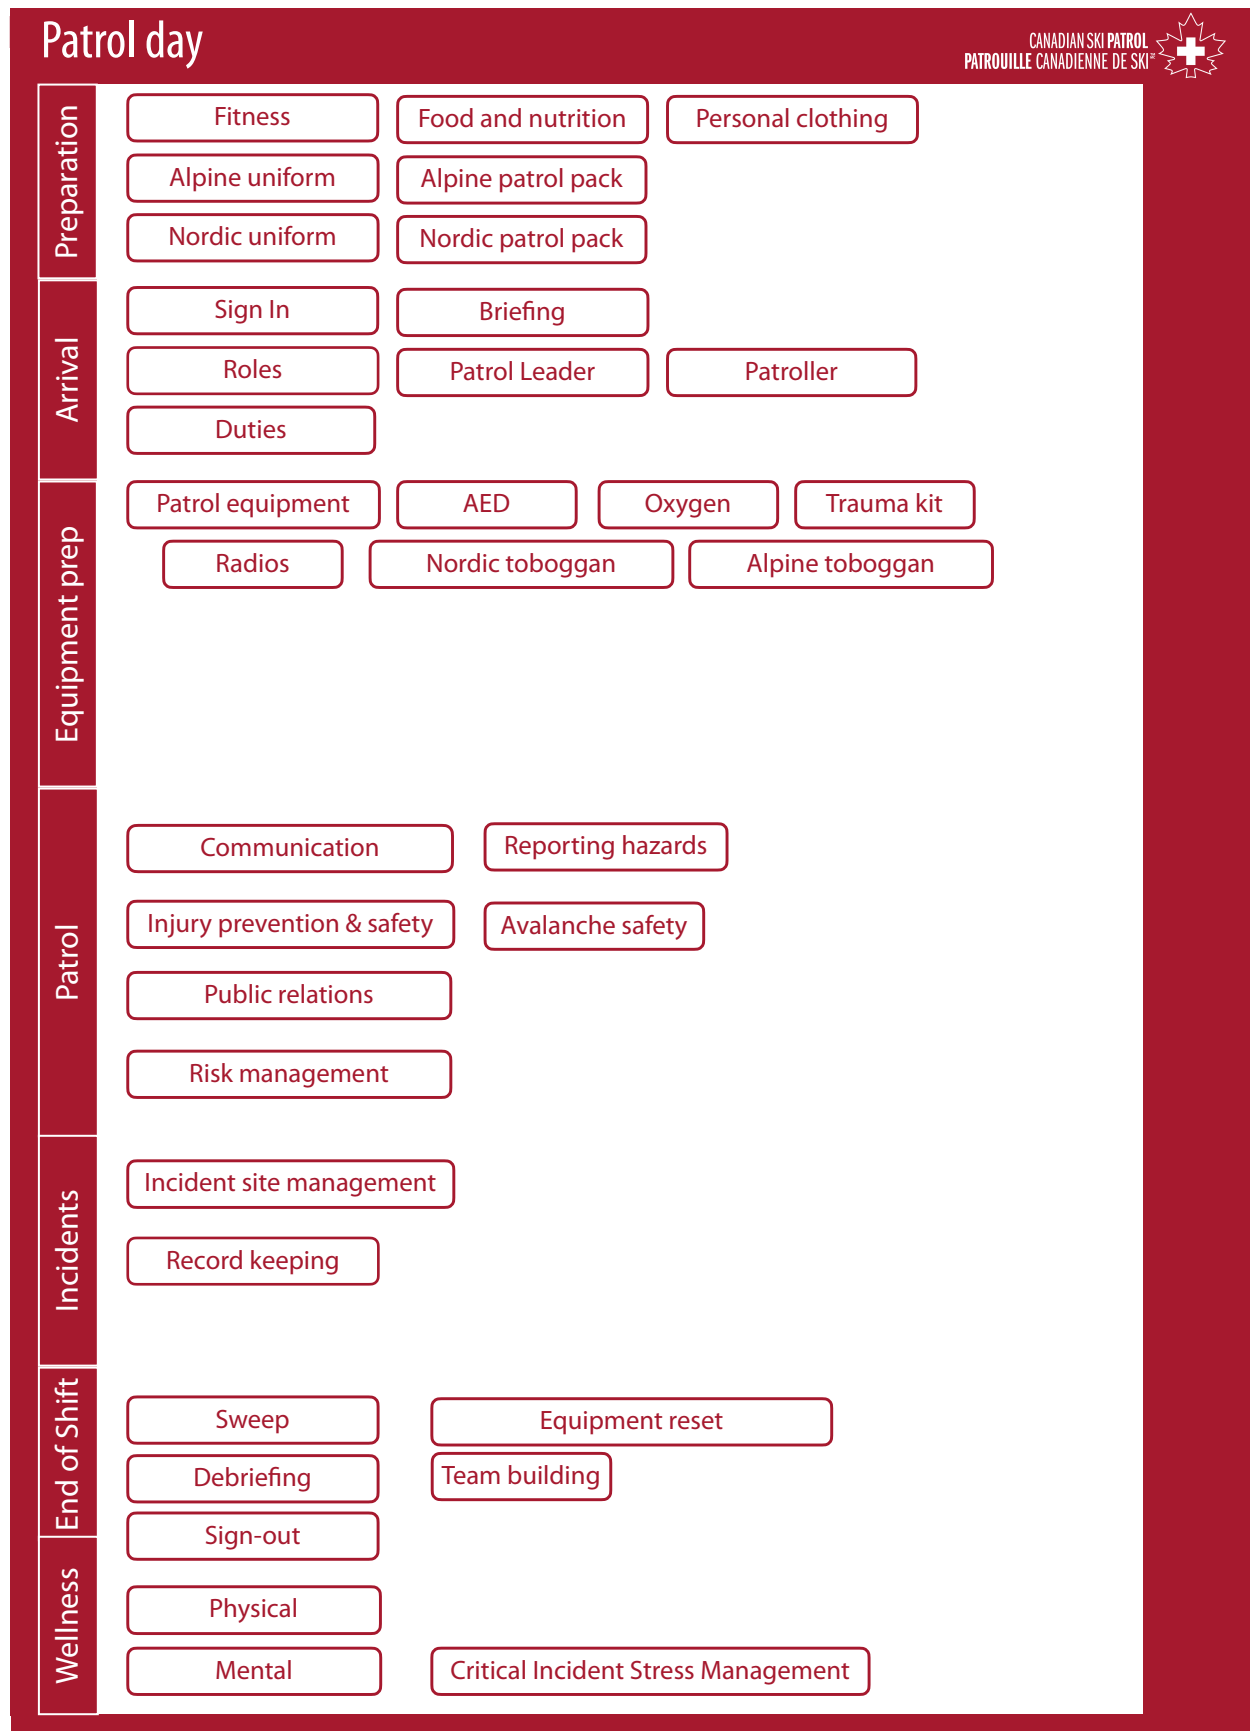 Patrol day
CANADIAN SKI PATROL
PATROUILLE CANADIENNE DE SKI
Preparation
Fitness
Food and nutrition
Personal clothing
Alpine uniform
Alpine patrol pack
Nordic uniform
Nordic patrol pack
Arrival
Sign In
Briefing
Roles
Patrol Leader
Patroller
Duties
Equipment prep
Patrol equipment
AED
Oxygen
Trauma kit
Radios
Nordic toboggan
Alpine toboggan
Patrol
Communication
Reporting hazards
Injury prevention & safety
Avalanche safety
Public relations
Risk management
Incidents
Incident site management
Record keeping
End of Shift
Sweep
Equipment reset
Debriefing
Team building
Sign-out
Wellness
Physical
Mental
Critical Incident Stress Management